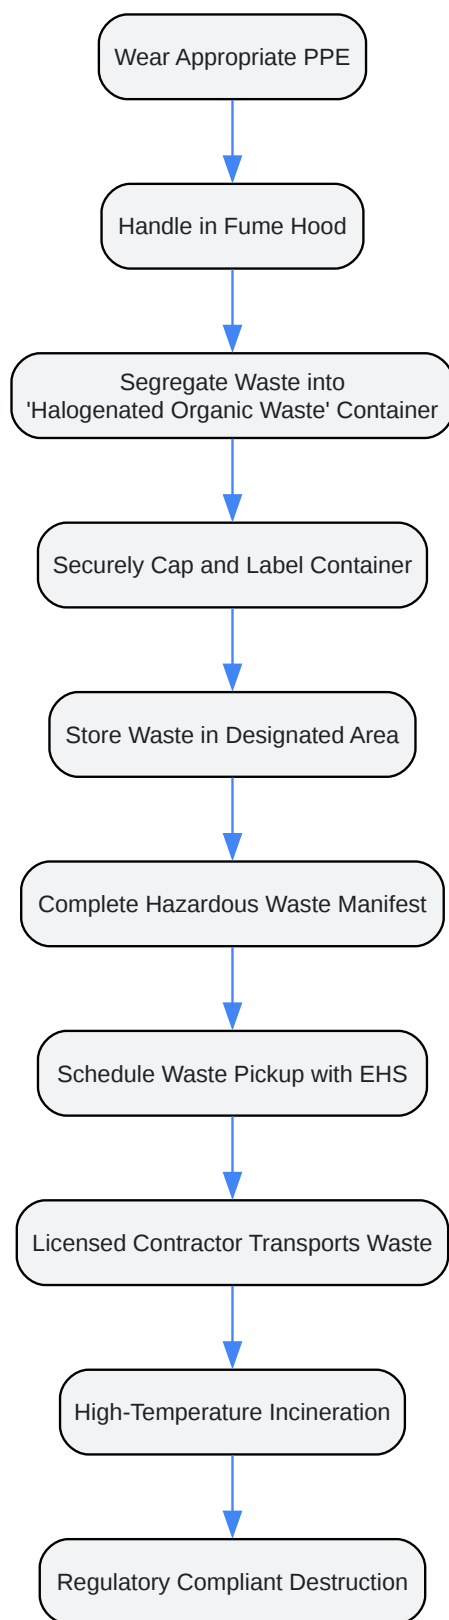 Wear Appropriate PPE
Handle in Fume Hood
Segregate Waste into
'Halogenated Organic Waste' Container
Securely Cap and Label Container
Store Waste in Designated Area
Complete Hazardous Waste Manifest
Schedule Waste Pickup with EHS
Licensed Contractor Transports Waste
High-Temperature Incineration
Regulatory Compliant Destruction